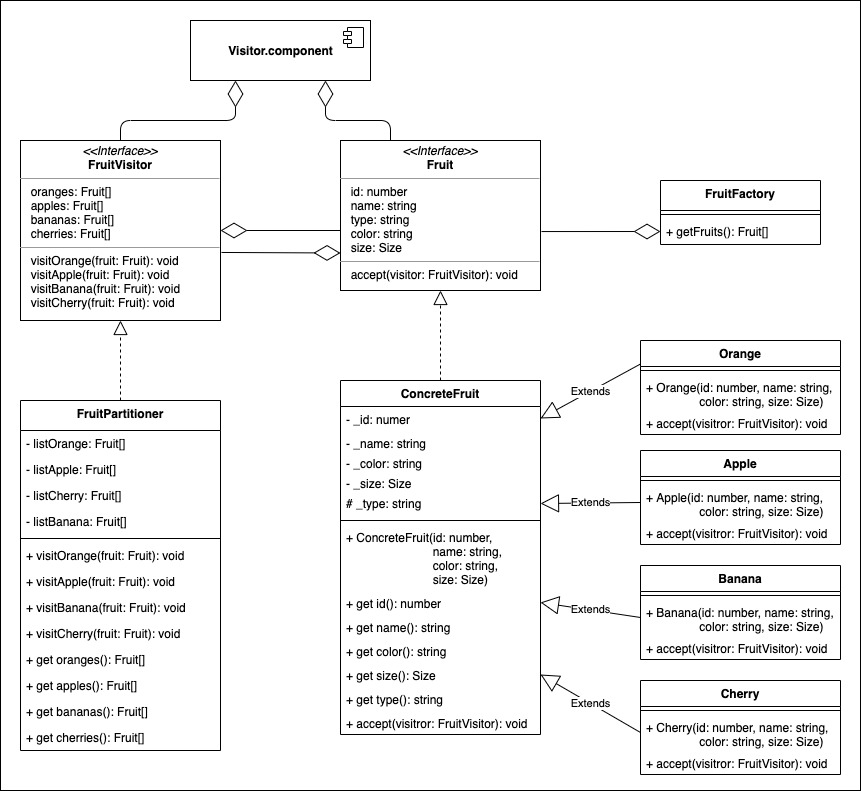 Visitor.component
<<Interface>>
FruitVisitor
oranges: Fruit[]
apples: Fruit[]
bananas: Fruit[]
cherries: Fruit[]
visitOrange(fruit: Fruit): void
visitApple(fruit: Fruit): void
visitBanana(fruit: Fruit): void
visitCherry(fruit: Fruit): void
<<Interface>>
Fruit
id: number
name: string
type: string
color: string
size: Size
accept(visitor: FruitVisitor): void
FruitFactory
+ getFruits(): Fruit[]
FruitPartitioner
- listOrange: Fruit[]
- listApple: Fruit[]
- listCherry: Fruit[]
- listBanana: Fruit[]
+ visitOrange(fruit: Fruit): void
+ visitApple(fruit: Fruit): void
+ visitBanana(fruit: Fruit): void
+ visitCherry(fruit: Fruit): void
+ get oranges(): Fruit[]
+ get apples(): Fruit[]
+ get bananas(): Fruit[]
+ get cherries(): Fruit[]
ConcreteFruit
- _id: numer
- _name: string
- _color: string
- _size: Size
# _type: string
+ ConcreteFruit(id: number,
name: string,
color: string,
size: Size)
+ get id(): number
+ get name(): string
+ get color(): string
+ get size(): Size
+ get type(): string
+ accept(visitror: FruitVisitor): void
Extends
Orange
+ Orange(id: number, name: string,
color: string, size: Size)
+ accept(visitror: FruitVisitor): void
Extends
Apple
+ Apple(id: number, name: string,
color: string, size: Size)
+ accept(visitror: FruitVisitor): void
Extends
Banana
+ Banana(id: number, name: string,
color: string, size: Size)
+ accept(visitror: FruitVisitor): void
Extends
Cherry
+ Cherry(id: number, name: string,
color: string, size: Size)
+ accept(visitror: FruitVisitor): void